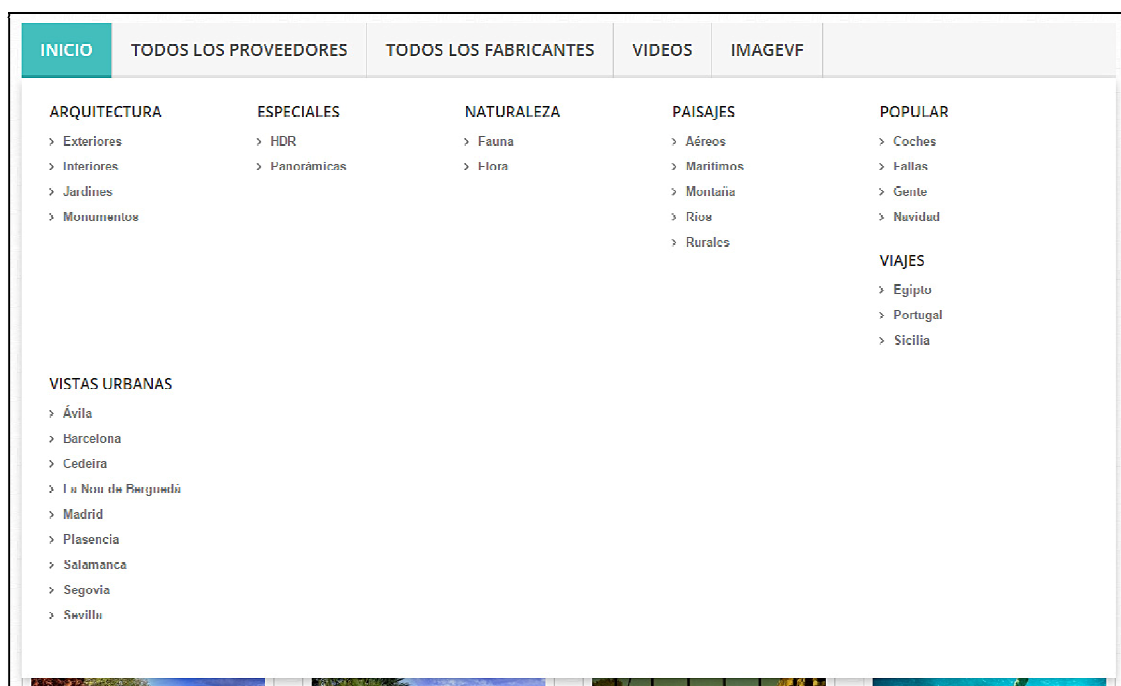 INICIO TODOS LOS PROVEEDORES TODOS LOS FABRICANTES VIDEOS IMAGEVF
ARQUITECTURA
> Exteriores
> Interiores
> Jardines
> Monumentos
ESPECIALES
> HDR
> Panorámicas
NATURALEZA
> Fauna
> Flora
PAISAJES
> Aéreos
> Marítimos
> Montaña
> Ríos
> Rurales
POPULAR
> Coches
> Fallas
> Gente
> Navidad
VIAJES
> Egipto
> Portugal
> Sicilia
VISTAS URBANAS
> Ávila
> Barcelona
> Cedeira
> La Nou de Berguedà
> Madrid
> Plasencia
> Salamanca
> Segovia
> Sevilla